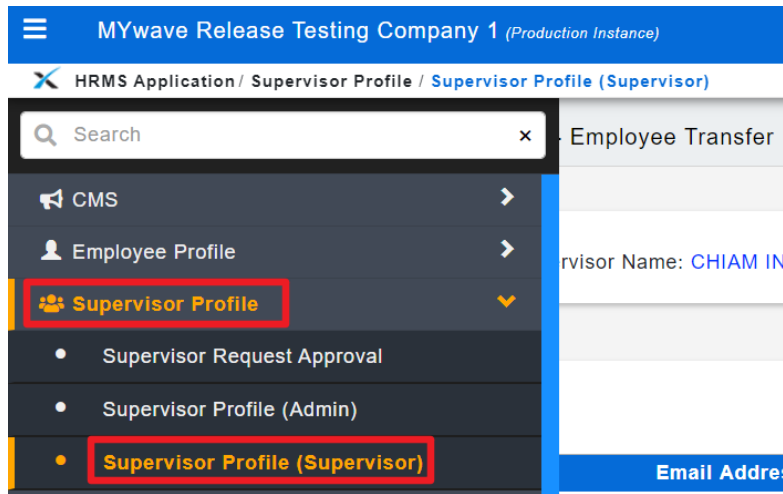 MYwave Release Testing Company 1 (Production Instance)
HRMS Application / Supervisor Profile / Supervisor Profile (Supervisor)
Search
Employee Transfer
CMS
Employee Profile
rvisor Name: CHIAM IN
Supervisor Profile
Supervisor Request Approval
Supervisor Profile (Admin)
Supervisor Profile (Supervisor)
Email Addres